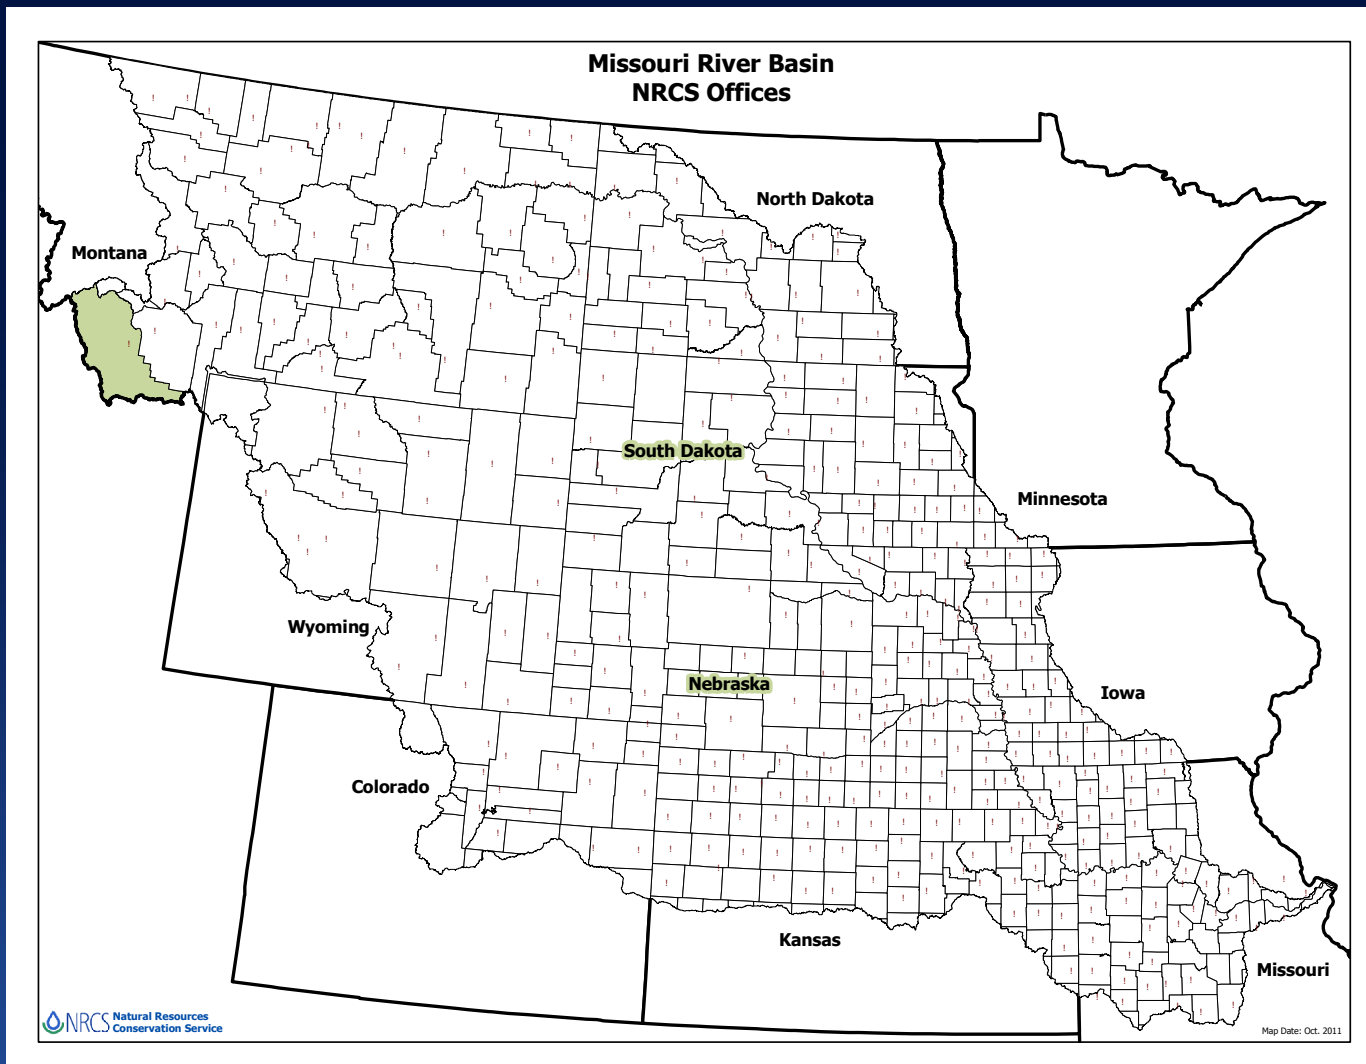 Missouri River Basin
NRCS Offices
North Dakota
Montana
South Dakota
Minnesota
Wyoming
Nebraska
Iowa
Colorado
Kansas
Missouri
NRCS Natural Resources
Conservation Service
Map Date: Oct. 2011